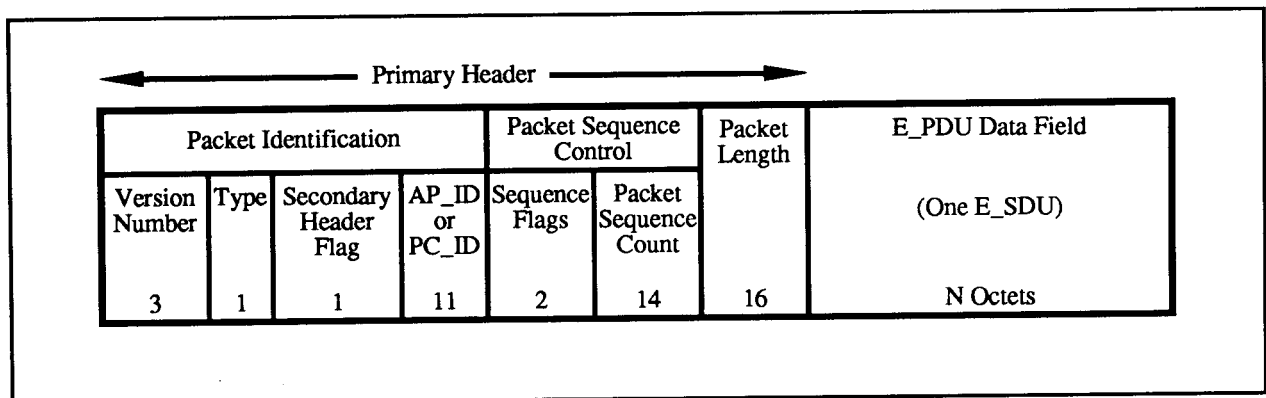 Primary Header
Packet Identification
Packet Sequence
Control
Packet
Length
E_PDU Data Field
(One E_SDU)
Version
Number
Type
Secondary
Header
Flag
AP_ID
or
PC_ID
Sequence
Flags
Packet
Sequence
Count
3
1
1
11
2
14
16
N Octets